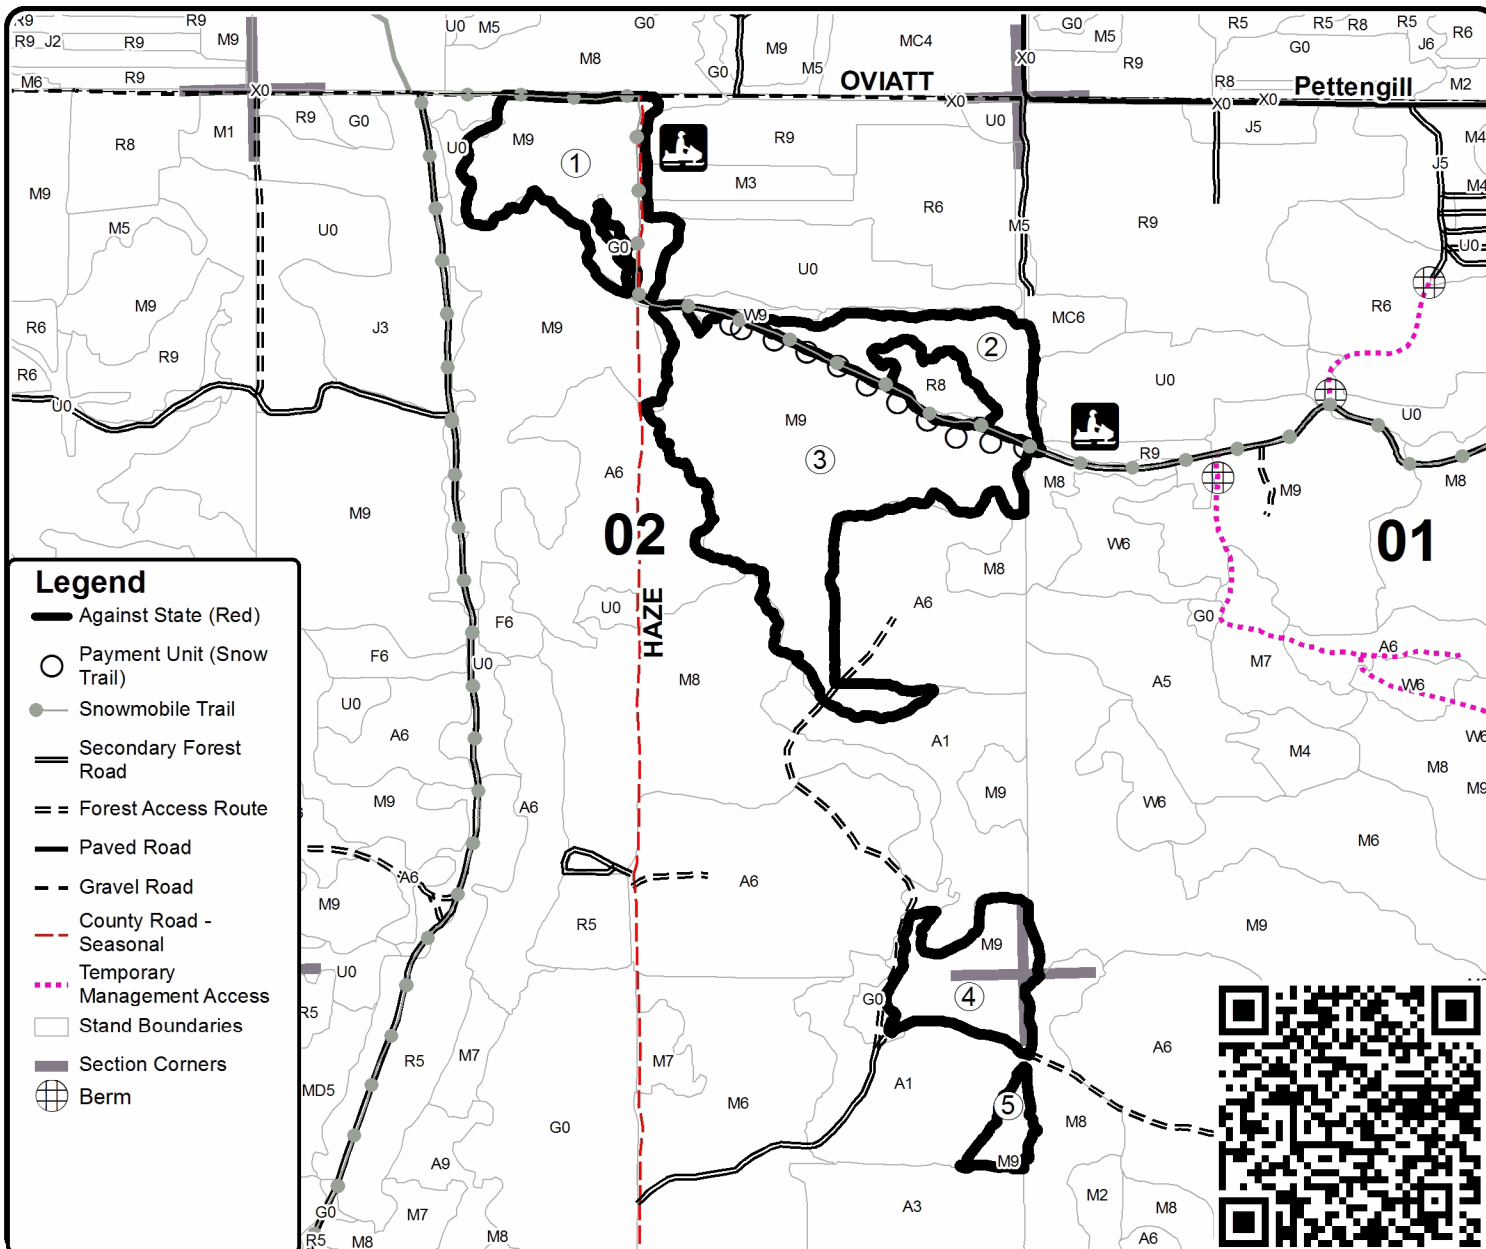 R9
R9
U0
M5
G0
G0
R5
R5
R8
R5
R9
J2
R9
M9
M8
M9
MC4
M5
G0
J6
R6
X0
R9
M6
R9
G0
M5
R8
Pettengill
M2
X0
OVIATT
X0
X0
X0
M1
R9
G0
U0
J5
R8
U0
M9
1
R9
M4
J5
M9
M3
M4
R6
M5
U0
M5
R9
G0
U0
U0
M9
R6
W9
MC6
R6
J3
M9
2
R9
R6
R8
U0
U0
M9
U0
3
R9
A6
M8
M9
M8
M9
02
01
W6
M8
HAZE
U0
A6
G0
F6
F6
U0
A6
M7
M8
A5
W6
U0
A6
A1
W6
M4
M8
M9
M9
M9
W6
A6
M6
A6
A6
M9
R5
M9
M9
U0
4
G0
R5
A6
R5
M7
M7
A1
MD5
M6
5
M8
G0
M9
A9
M2
M8
A3
G0
M7
R5
M8
M8
A6
Legend
Against State (Red)
Payment Unit (Snow
Trail)
Snowmobile Trail
Secondary Forest
Road
Forest Access Route
Paved Road
Gravel Road
County Road -
Seasonal
Temporary
Management Access
Stand Boundaries
Section Corners
Berm